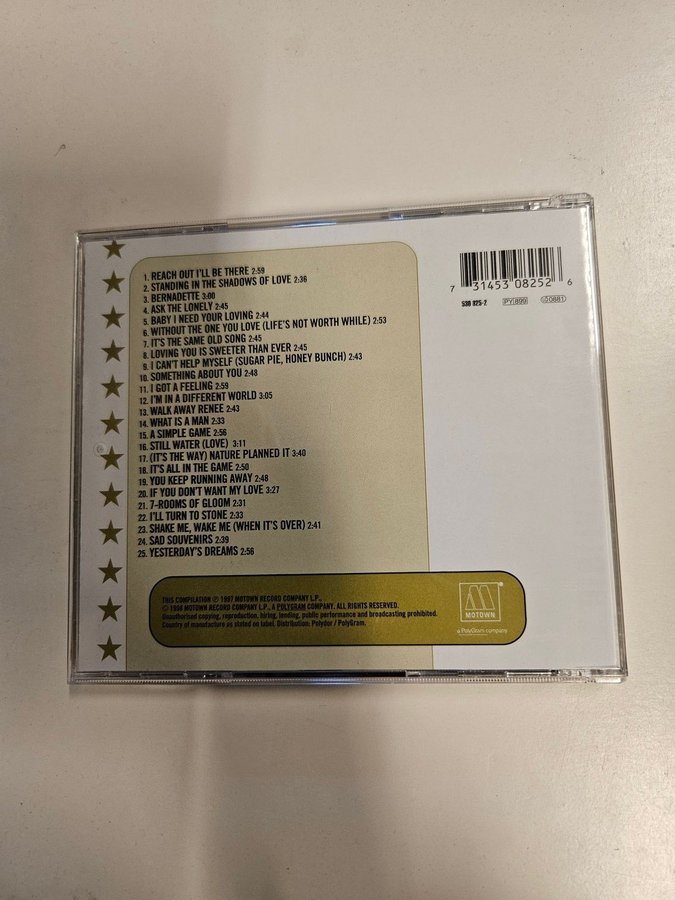 1. REACH OUT I'LL BE THERE 2:59
2. STANDING IN THE SHADOWS OF LOVE 2:36
3. BERNADETTE 3:00
4. ASK THE LONELY 2:45
5. BABY I NEED YOUR LOVING 2:44
6. WITHOUT THE ONE YOU LOVE (LIFE'S NOT WORTH WHILE) 2:53
7. IT'S THE SAME OLD SONG 2:45
8. LOVING YOU IS SWEETER THAN EVER 2:45
9. I CAN'T HELP MYSELF (SUGAR PIE, HONEY BUNCH) 2:43
10. SOMETHING ABOUT YOU 2:48
11. I GOT A FEELING 2:59
12. I'M IN A DIFFERENT WORLD 3:05
13. WALK AWAY RENEE 2:43
14. WHAT IS A MAN 2:33
15. A SIMPLE GAME 2:56
16. STILL WATER (LOVE) 3:11
17. (IT'S THE WAY) NATURE PLANNED IT 3:40
18. IT'S ALL IN THE GAME 2:50
19. YOU KEEP RUNNING AWAY 2:48
20. IF YOU DON'T WANT MY LOVE 3:27
21. 7-ROOMS OF GLOOM 2:31
22. I'LL TURN TO STONE 2:33
23. SHAKE ME, WAKE ME (WHEN IT'S OVER) 2:41
24. SAD SOUVENIRS 2:39
25. YESTERDAY'S DREAMS 2:56
7 31453 08252 6
530 825-2 PY 899
THIS COMPILATION ℗ 1997 MOTOWN RECORD COMPANY L.P.,
© 1998 MOTOWN RECORD COMPANY L.P., A POLYGRAM COMPANY. ALL RIGHTS RESERVED.
Unauthorised copying, reproduction, hiring, lending, public performance and broadcasting prohibited.
Country of manufacture as stated on label. Distribution: Polydor / PolyGram.
M
MOTOWN
a PolyGram company